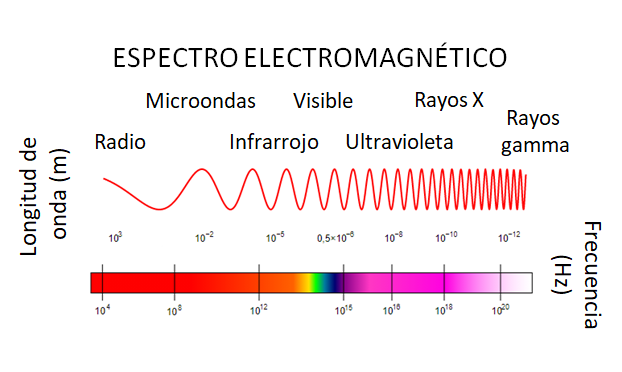 ESPECTRO ELECTROMAGNÉTICO
Microondas
Visible
Rayos X
Radio
Infrarrojo
Ultravioleta
Rayos
gamma
Longitud de
onda (m)
10³
10⁻²
10⁻⁵
0,5×10⁻⁶
10⁻⁸
10⁻¹⁰
10⁻¹²
Frecuencia
(Hz)
10⁴
10⁸
10¹²
10¹⁵
10¹⁶
10¹⁸
10²⁰